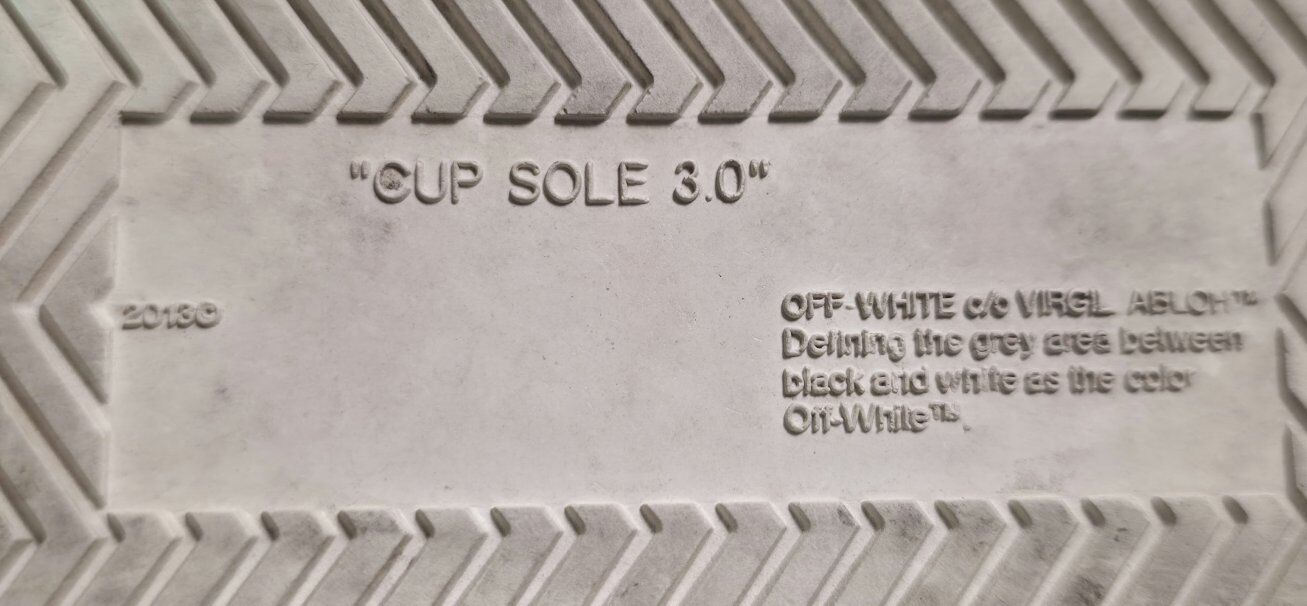 "CUP SOLE 3.0"
2013©
OFF-WHITE c/o VIRGIL ABLOH™
Defining the grey area between
black and white as the color
Off-White™.